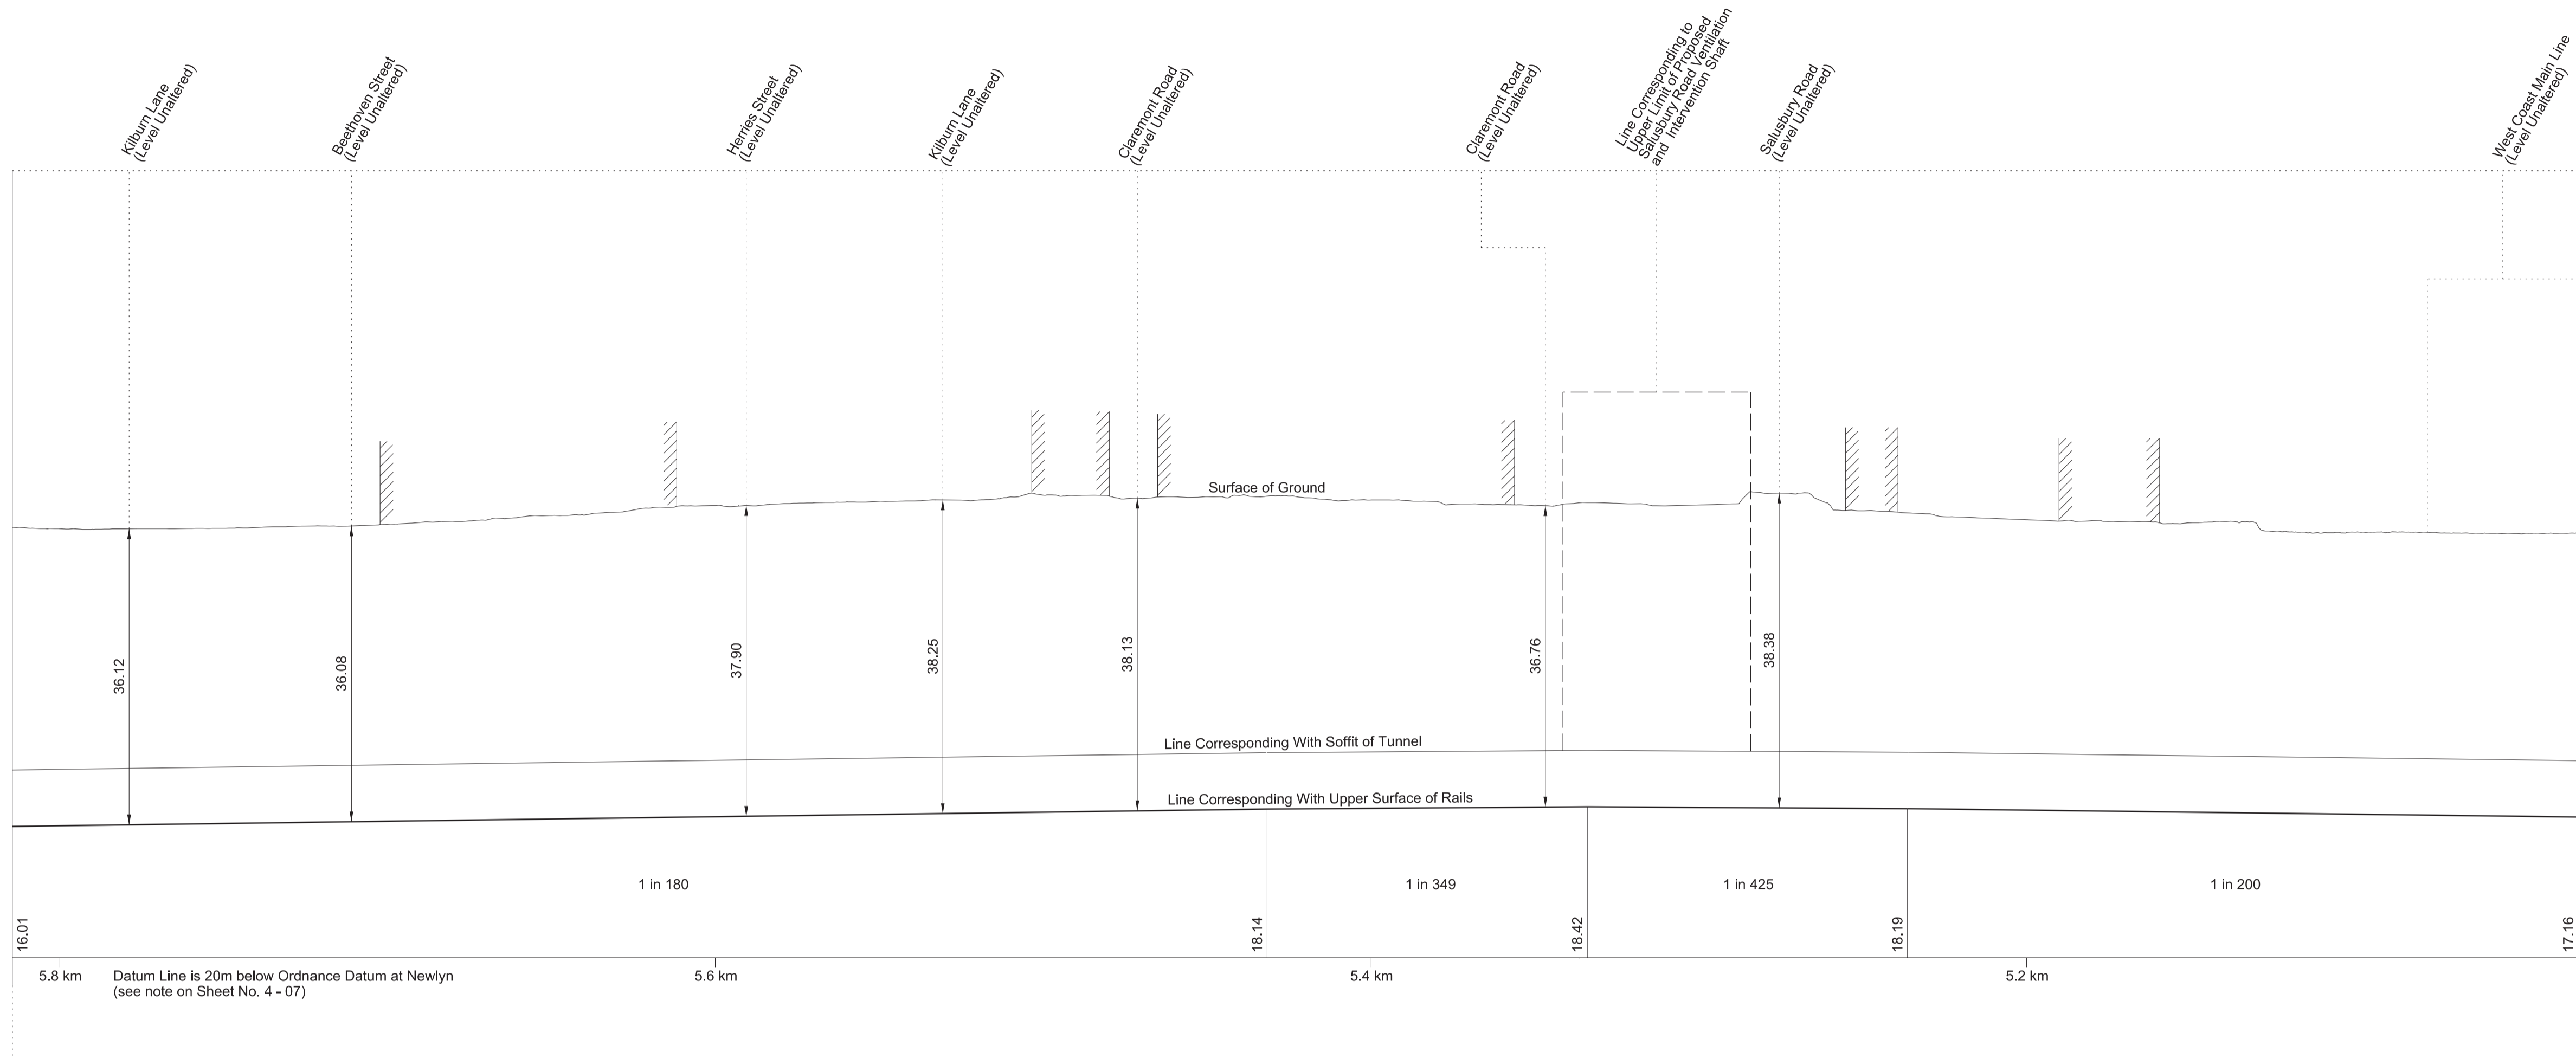 Kilburn Lane
(Level Unaltered)
Beethoven Street
(Level Unaltered)
Herries Street
(Level Unaltered)
Kilburn Lane
(Level Unaltered)
Claremont Road
(Level Unaltered)
Claremont Road
(Level Unaltered)
Line Corresponding to
Upper Limit of Proposed
Salusbury Road Ventilation
and Intervention Shaft
Salusbury Road
(Level Unaltered)
West Coast Main Line
(Level Unaltered)
Surface of Ground
36.12
36.08
37.90
38.25
38.13
36.76
38.38
Line Corresponding With Soffit of Tunnel
Line Corresponding With Upper Surface of Rails
1 in 180
1 in 349
1 in 425
1 in 200
16.01
18.14
18.42
18.19
17.16
5.8 km
5.6 km
5.4 km
5.2 km
Datum Line is 20m below Ordnance Datum at Newlyn
(see note on Sheet No. 4 - 07)